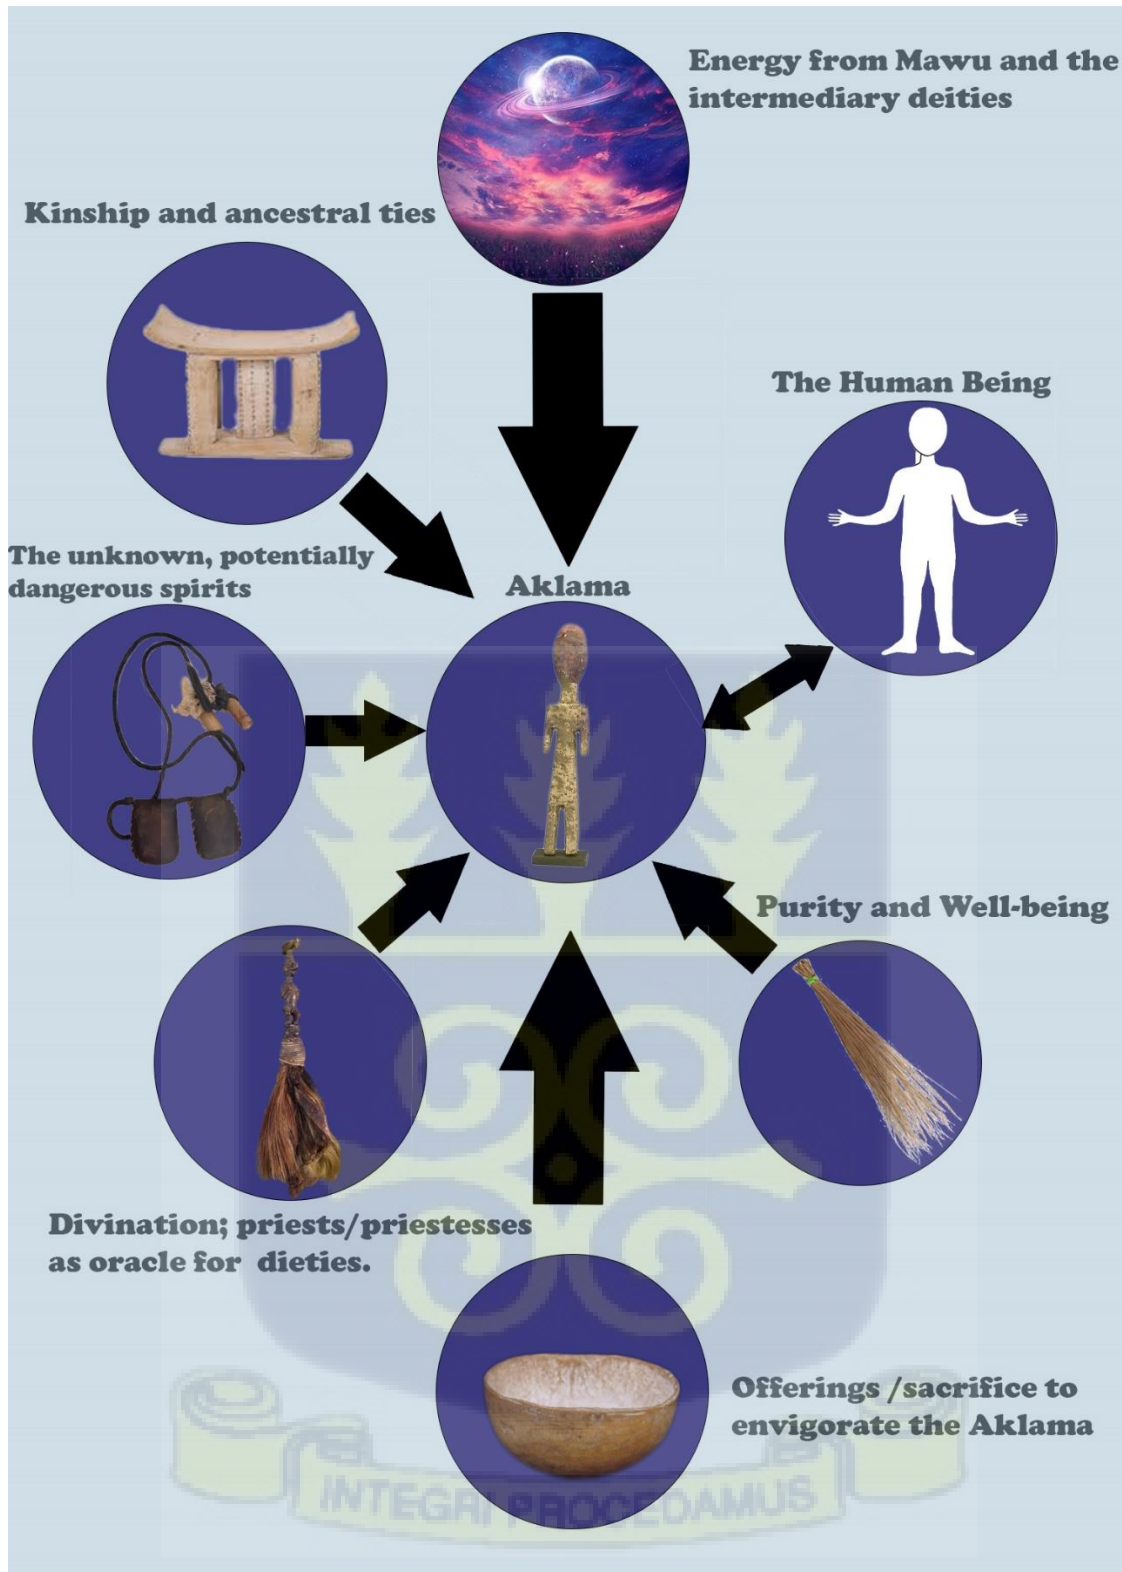 Energy from Mawu and the
intermediary deities
Kinship and ancestral ties
The Human Being
The unknown, potentially
dangerous spirits
Aklama
Purity and Well-being
Divination; priests/priestesses
as oracle for dieties.
Offerings /sacrifice to
envigorate the Aklama
INTEGRI PROCEDAMUS